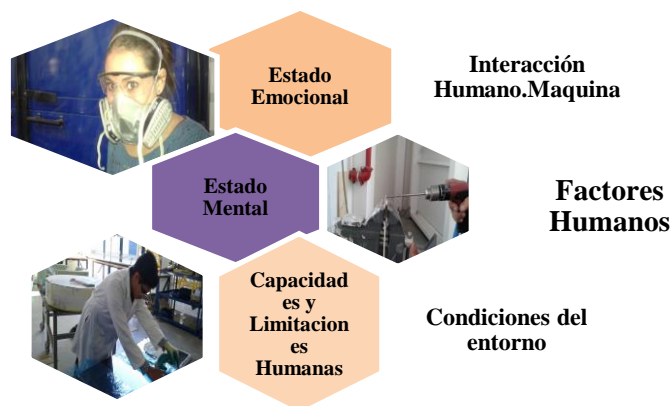 Estado
Emocional
Interacción
Humano.Maquina
Estado
Mental
Factores
Humanos
Capacidad
es y
Limitacion
es
Humanas
Condiciones del
entorno